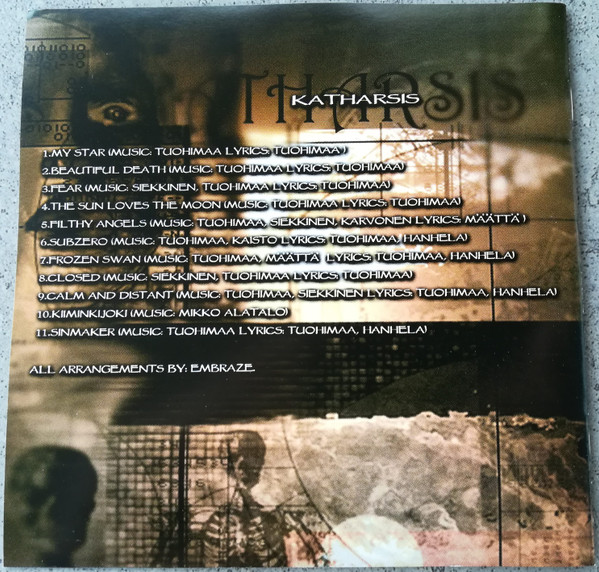 KATHARSIS
KATHARSIS
1.MY STAR (MUSIC: TUOHIMAA LYRICS: TUOHIMAA )
2.BEAUTIFUL DEATH (MUSIC: TUOHIMAA LYRICS: TUOHIMAA)
3.FEAR (MUSIC: SIEKKINEN, TUOHIMAA LYRICS: TUOHIMAA)
4.THE SUN LOVES THE MOON (MUSIC: TUOHIMAA LYRICS: TUOHIMAA)
5.FILTHY ANGELS (MUSIC: TUOHIMAA, SIEKKINEN, KARVONEN LYRICS: MÄÄTTÄ )
6.SUBZERO (MUSIC: TUOHIMAA, KAISTO LYRICS: TUOHIMAA, HANHELA)
7.FROZEN SWAN (MUSIC: TUOHIMAA, MÄÄTTÄ LYRICS: TUOHIMAA, HANHELA)
8.CLOSED (MUSIC: SIEKKINEN, TUOHIMAA LYRICS: TUOHIMAA)
9.CALM AND DISTANT (MUSIC: TUOHIMAA, SIEKKINEN LYRICS: TUOHIMAA, HANHELA)
10.KIIMINKIJOKI (MUSIC: MIKKO ALATALO)
11.SINMAKER (MUSIC: TUOHIMAA LYRICS: TUOHIMAA, HANHELA)
ALL ARRANGEMENTS BY: EMBRAZE.